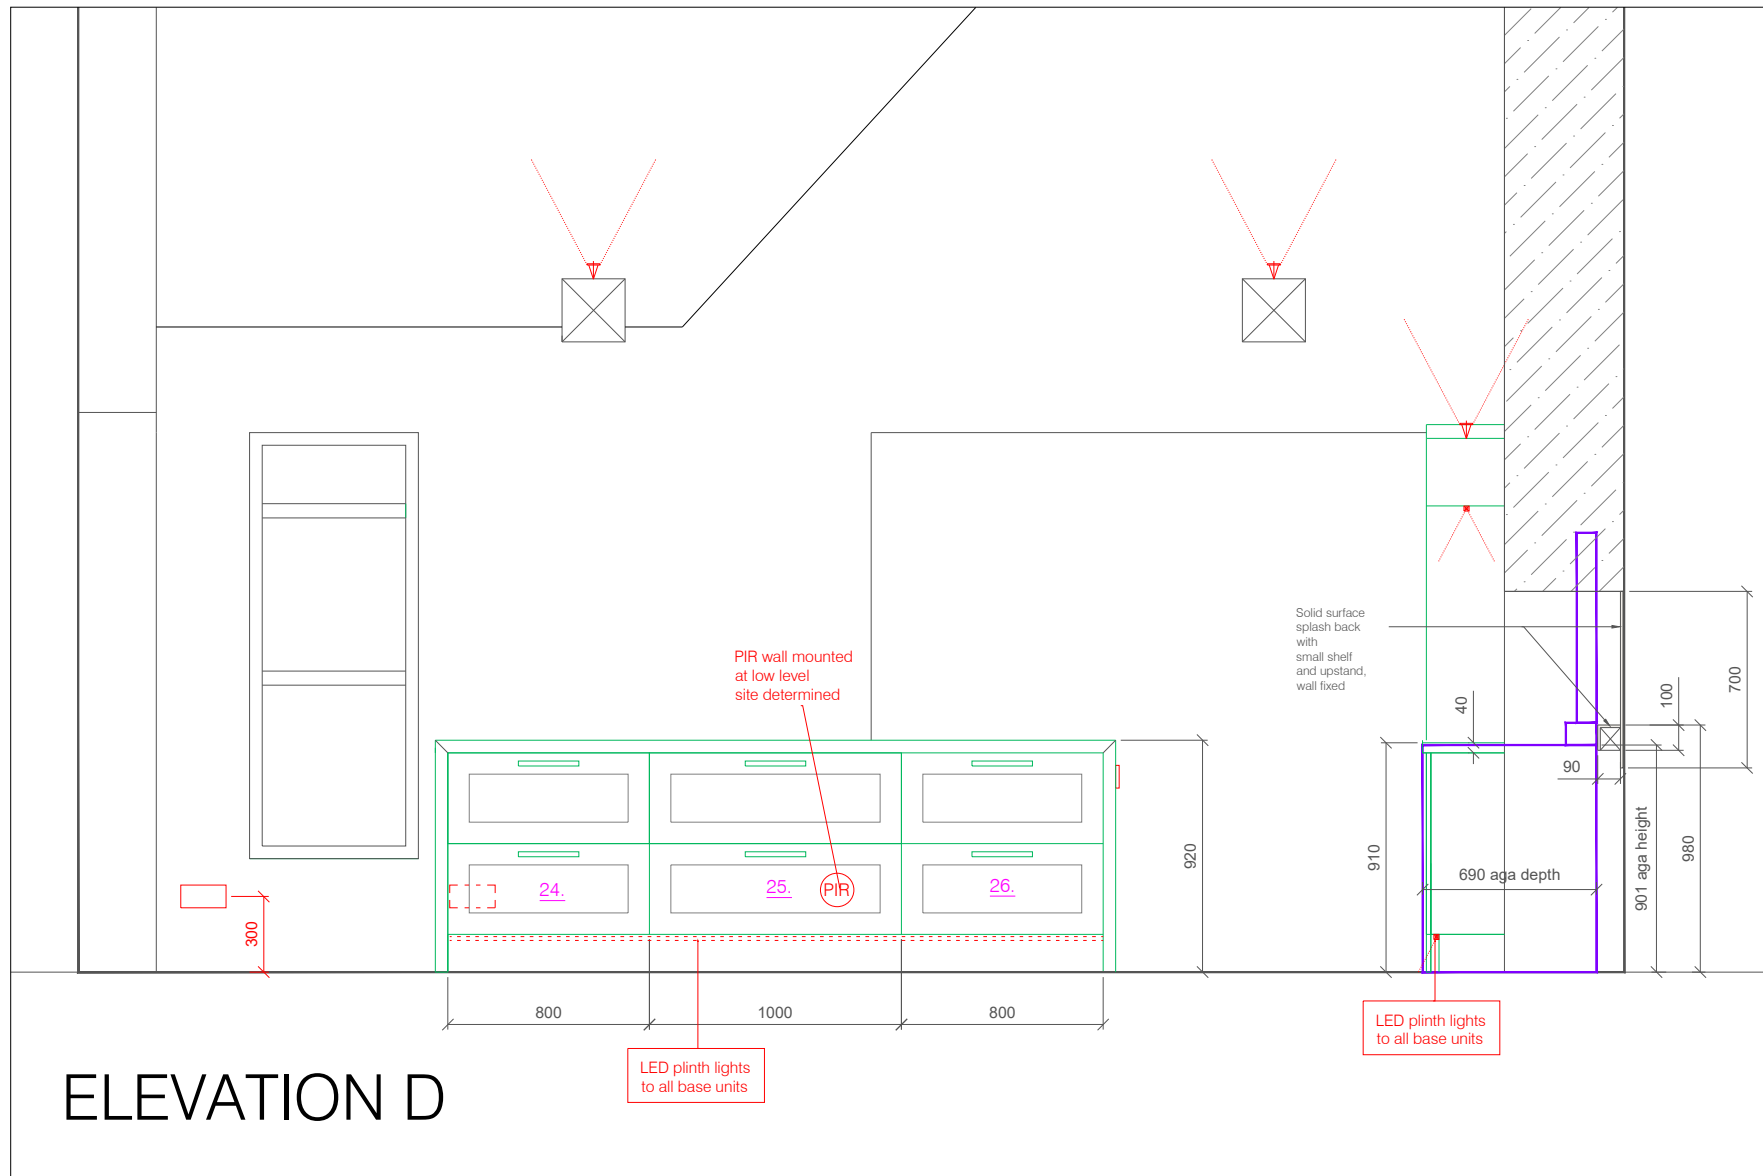 Solid surface
splash back
with
small shelf
and upstand,
wall fixed
PIR wall mounted
at low level
site determined
700
100
40
90
920
910
901 aga height
980
690 aga depth
24.
25.
PIR
26.
300
800
1000
800
LED plinth lights
to all base units
LED plinth lights
to all base units
ELEVATION D